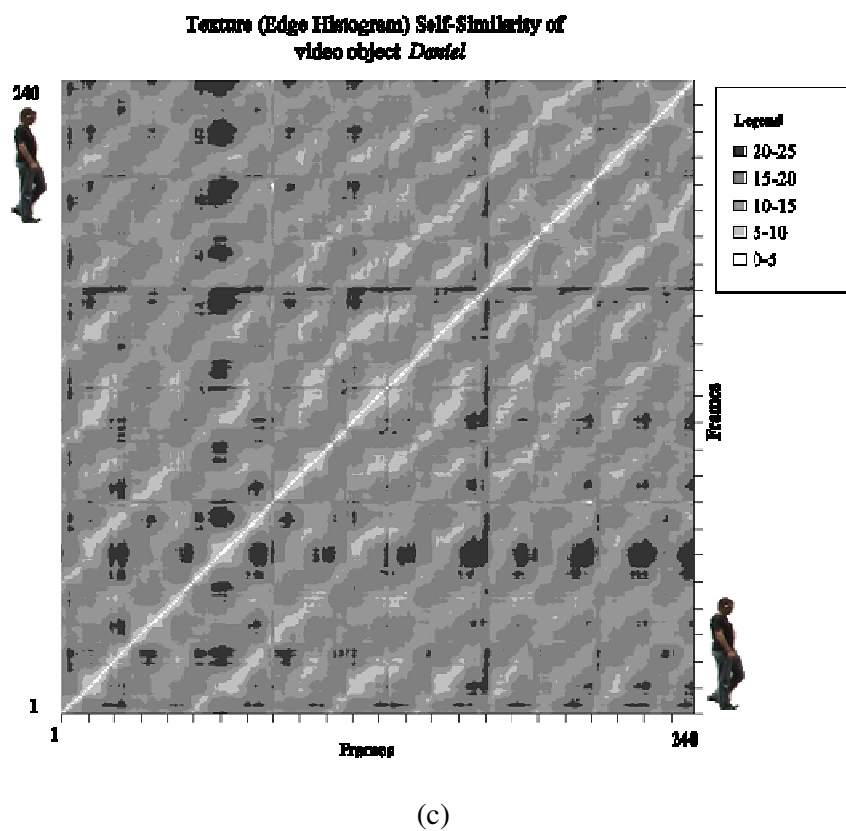 Texture (Edge Histogram) Self-Similarity of
video object Daniel
240
Legend
20-25
15-20
10-15
5-10
0-5
Frames
1
1
240
Frames
(c)